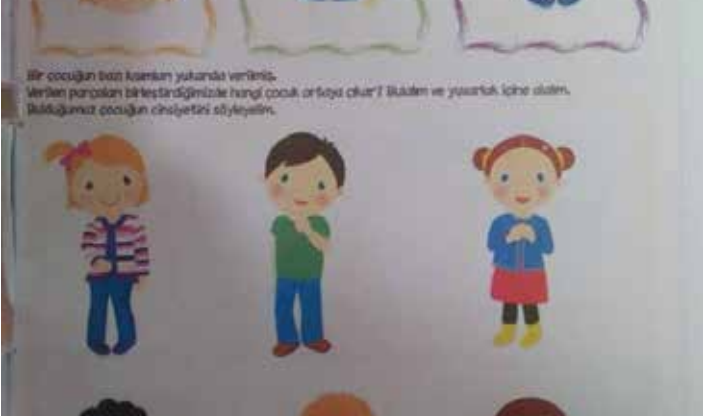 Bir çocuğun bazı kısımları yukarıda verilmiş.
Verilen parçaları birleştirdiğimizde hangi çocuk ortaya çıkar? Bulalım ve yuvarlak içine alalım.
Bulduğumuz çocuğun cinsiyetini söyleyelim.